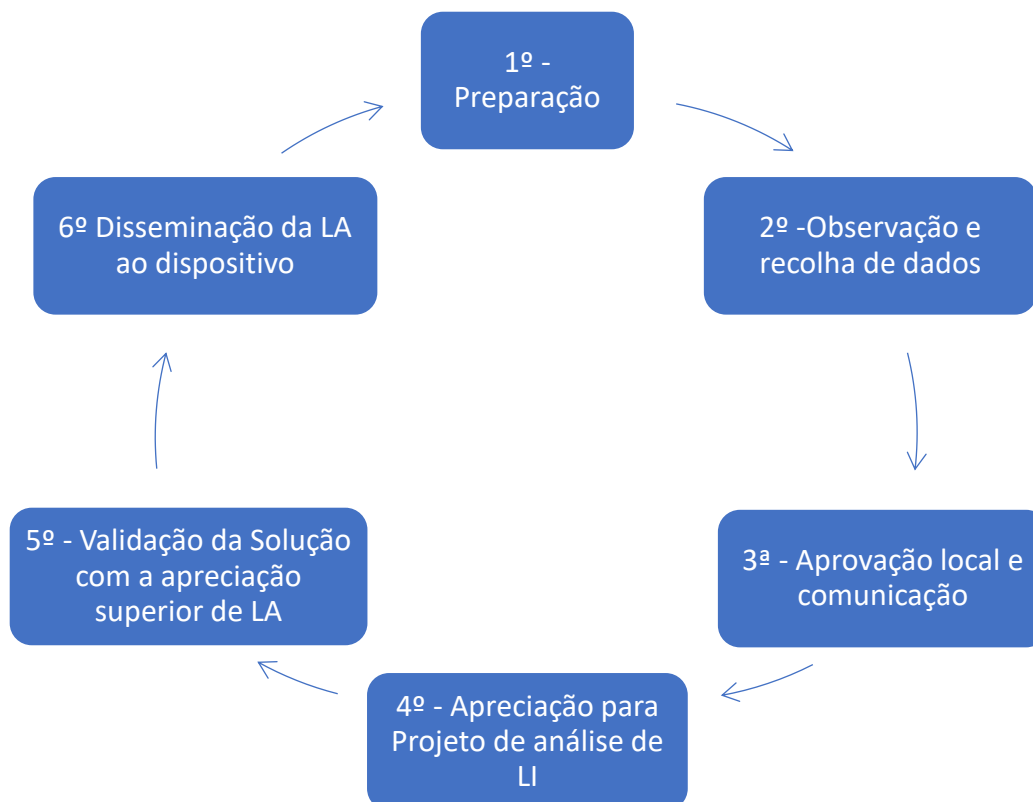 1º -
Preparação
2º -Observação e
recolha de dados
3ª - Aprovação local e
comunicação
4º - Apreciação para
Projeto de análise de
LI
5º - Validação da Solução
com a apreciação
superior de LA
6º Disseminação da LA
ao dispositivo